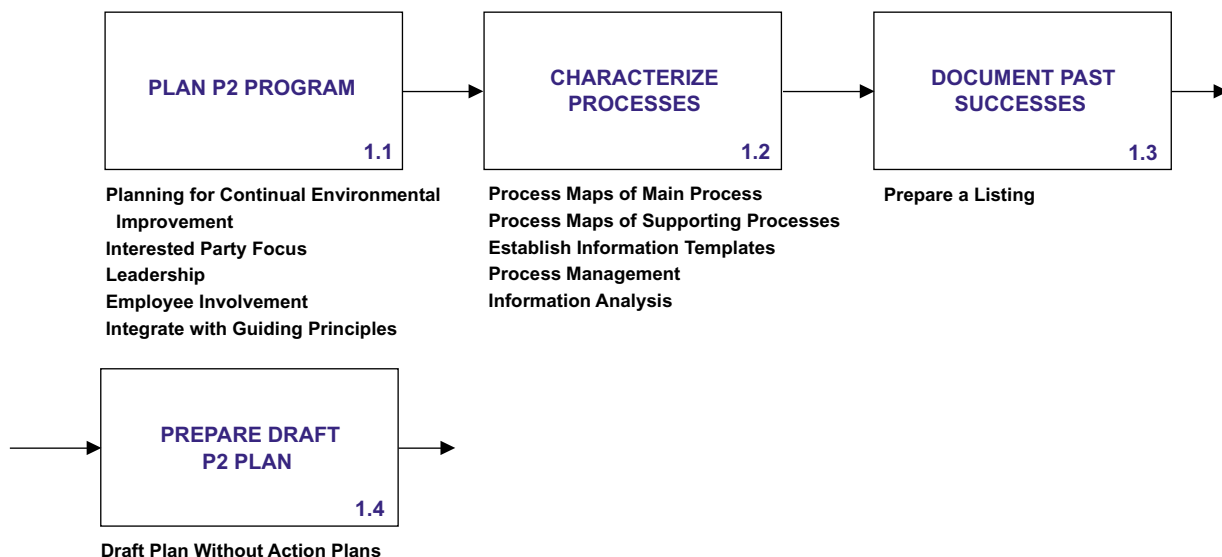 PLAN P2 PROGRAM
1.1
Planning for Continual Environmental
Improvement
Interested Party Focus
Leadership
Employee Involvement
Integrate with Guiding Principles
CHARACTERIZE
PROCESSES
1.2
Process Maps of Main Process
Process Maps of Supporting Processes
Establish Information Templates
Process Management
Information Analysis
DOCUMENT PAST
SUCCESSES
1.3
Prepare a Listing
PREPARE DRAFT
P2 PLAN
1.4
Draft Plan Without Action Plans